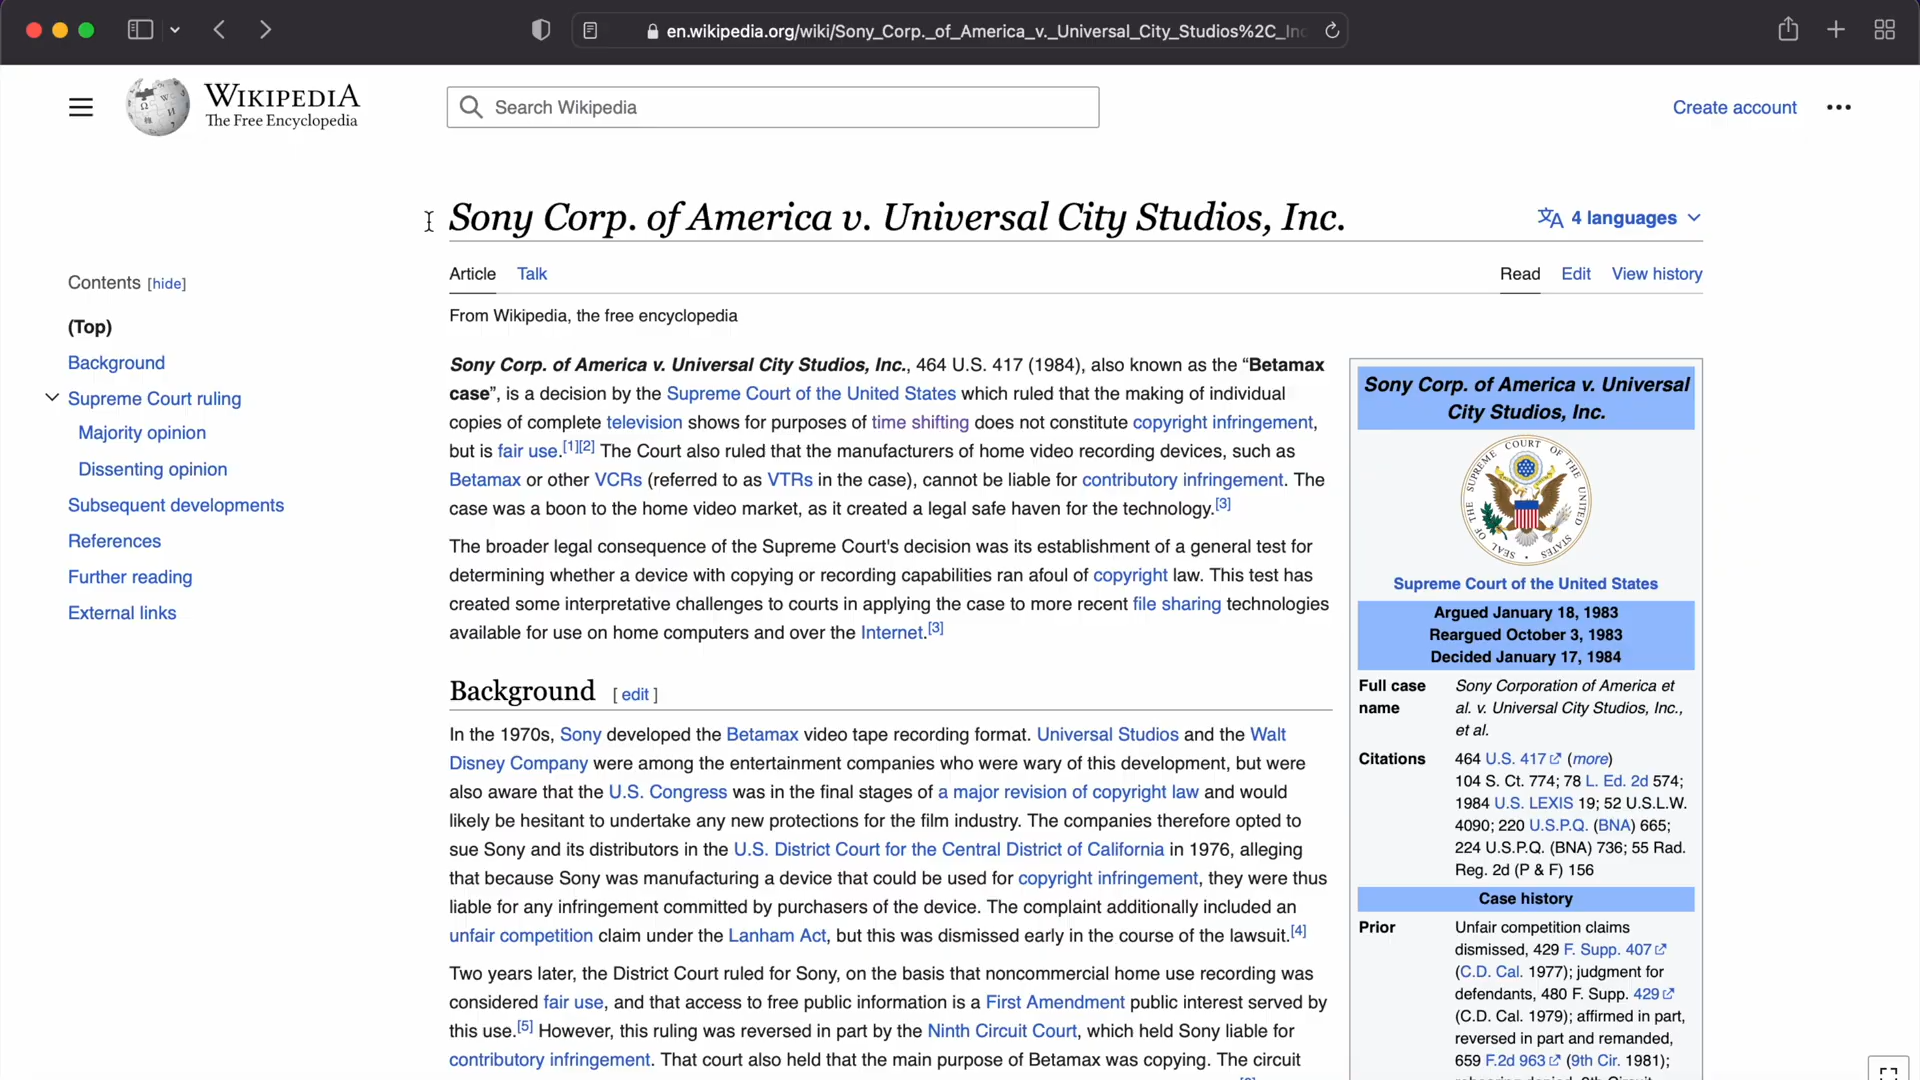 en.wikipedia.org/wiki/Sony_Corp._of_America_v._Universal_City_Studios%2C_Inc
WIKIPEDIA
The Free Encyclopedia
Search Wikipedia
Create account
Sony Corp. of America v. Universal City Studios, Inc.
4 languages
Article Talk
Read Edit View history
From Wikipedia, the free encyclopedia
Contents [hide]
(Top)
Background
Supreme Court ruling
Majority opinion
Dissenting opinion
Subsequent developments
References
Further reading
External links
Sony Corp. of America v. Universal City Studios, Inc., 464 U.S. 417 (1984), also known as the “Betamax
case”, is a decision by the Supreme Court of the United States which ruled that the making of individual
copies of complete television shows for purposes of time shifting does not constitute copyright infringement,
but is fair use.[1][2] The Court also ruled that the manufacturers of home video recording devices, such as
Betamax or other VCRs (referred to as VTRs in the case), cannot be liable for contributory infringement. The
case was a boon to the home video market, as it created a legal safe haven for the technology.[3]
The broader legal consequence of the Supreme Court's decision was its establishment of a general test for
determining whether a device with copying or recording capabilities ran afoul of copyright law. This test has
created some interpretative challenges to courts in applying the case to more recent file sharing technologies
available for use on home computers and over the Internet.[3]
Background [ edit ]
In the 1970s, Sony developed the Betamax video tape recording format. Universal Studios and the Walt
Disney Company were among the entertainment companies who were wary of this development, but were
also aware that the U.S. Congress was in the final stages of a major revision of copyright law and would
likely be hesitant to undertake any new protections for the film industry. The companies therefore opted to
sue Sony and its distributors in the U.S. District Court for the Central District of California in 1976, alleging
that because Sony was manufacturing a device that could be used for copyright infringement, they were thus
liable for any infringement committed by purchasers of the device. The complaint additionally included an
unfair competition claim under the Lanham Act, but this was dismissed early in the course of the lawsuit.[4]
Two years later, the District Court ruled for Sony, on the basis that noncommercial home use recording was
considered fair use, and that access to free public information is a First Amendment public interest served by
this use.[5] However, this ruling was reversed in part by the Ninth Circuit Court, which held Sony liable for
contributory infringement. That court also held that the main purpose of Betamax was copying. The circuit
Sony Corp. of America v. Universal
City Studios, Inc.
SEAL OF THE SUPREME COURT OF THE UNITED STATES
Supreme Court of the United States
Argued January 18, 1983
Reargued October 3, 1983
Decided January 17, 1984
Full case name Sony Corporation of America et
al. v. Universal City Studios, Inc.,
et al.
Citations 464 U.S. 417 (more)
104 S. Ct. 774; 78 L. Ed. 2d 574;
1984 U.S. LEXIS 19; 52 U.S.L.W.
4090; 220 U.S.P.Q. (BNA) 665;
224 U.S.P.Q. (BNA) 736; 55 Rad.
Reg. 2d (P & F) 156
Case history
Prior Unfair competition claims
dismissed, 429 F. Supp. 407
(C.D. Cal. 1977); judgment for
defendants, 480 F. Supp. 429
(C.D. Cal. 1979); affirmed in part,
reversed in part and remanded,
659 F.2d 963 (9th Cir. 1981);